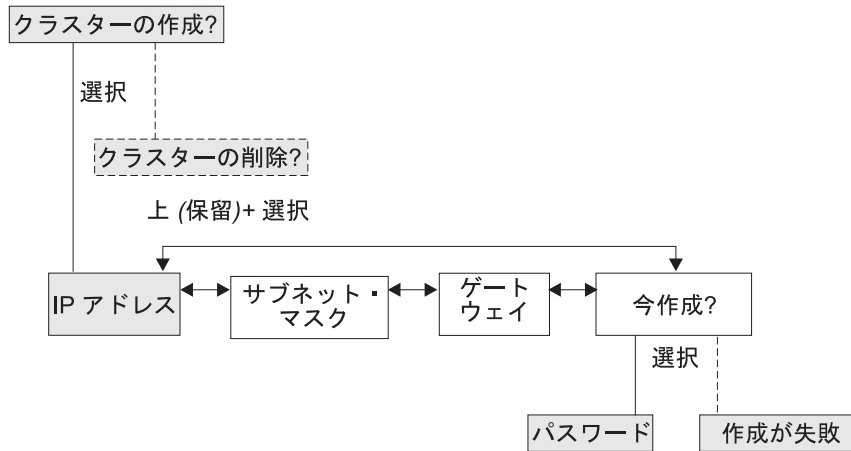 クラスターの作成?
選択
クラスターの削除?
上 (保留)+ 選択
IP アドレス
サブネット・
マスク
ゲート
ウェイ
今作成?
選択
パスワード
作成が失敗